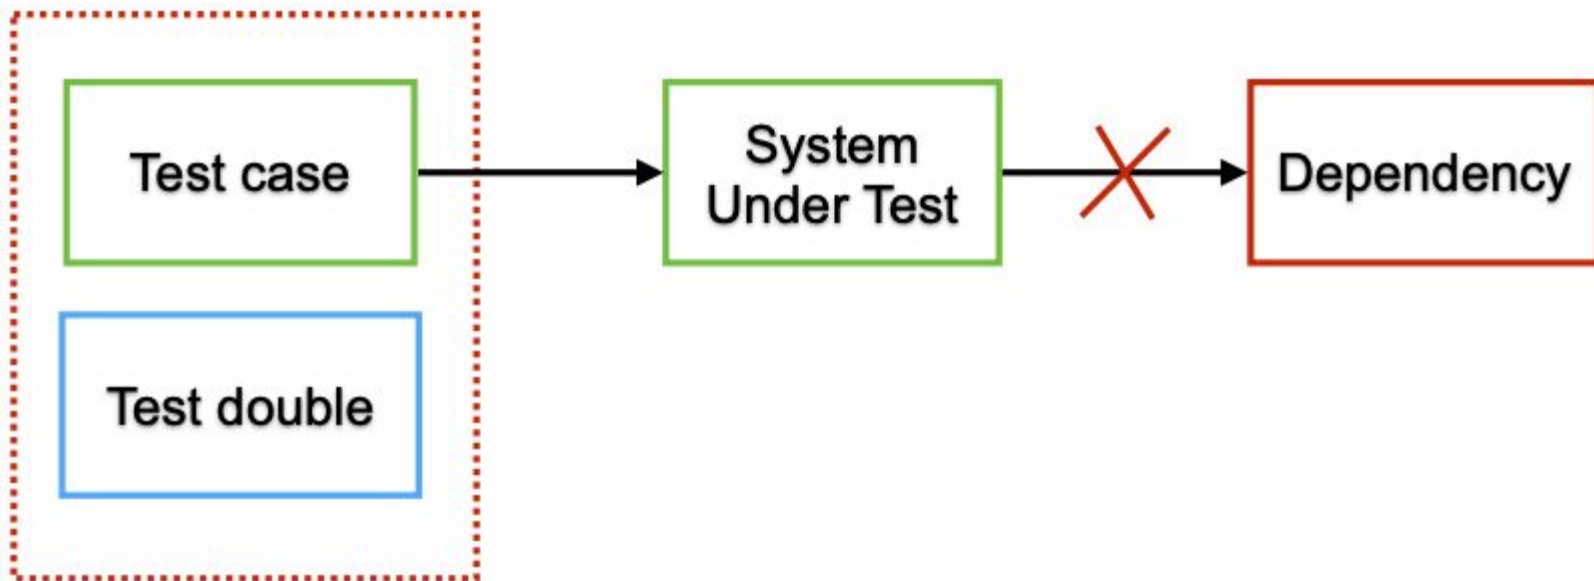 Test case
System
Under Test
Dependency
Test double